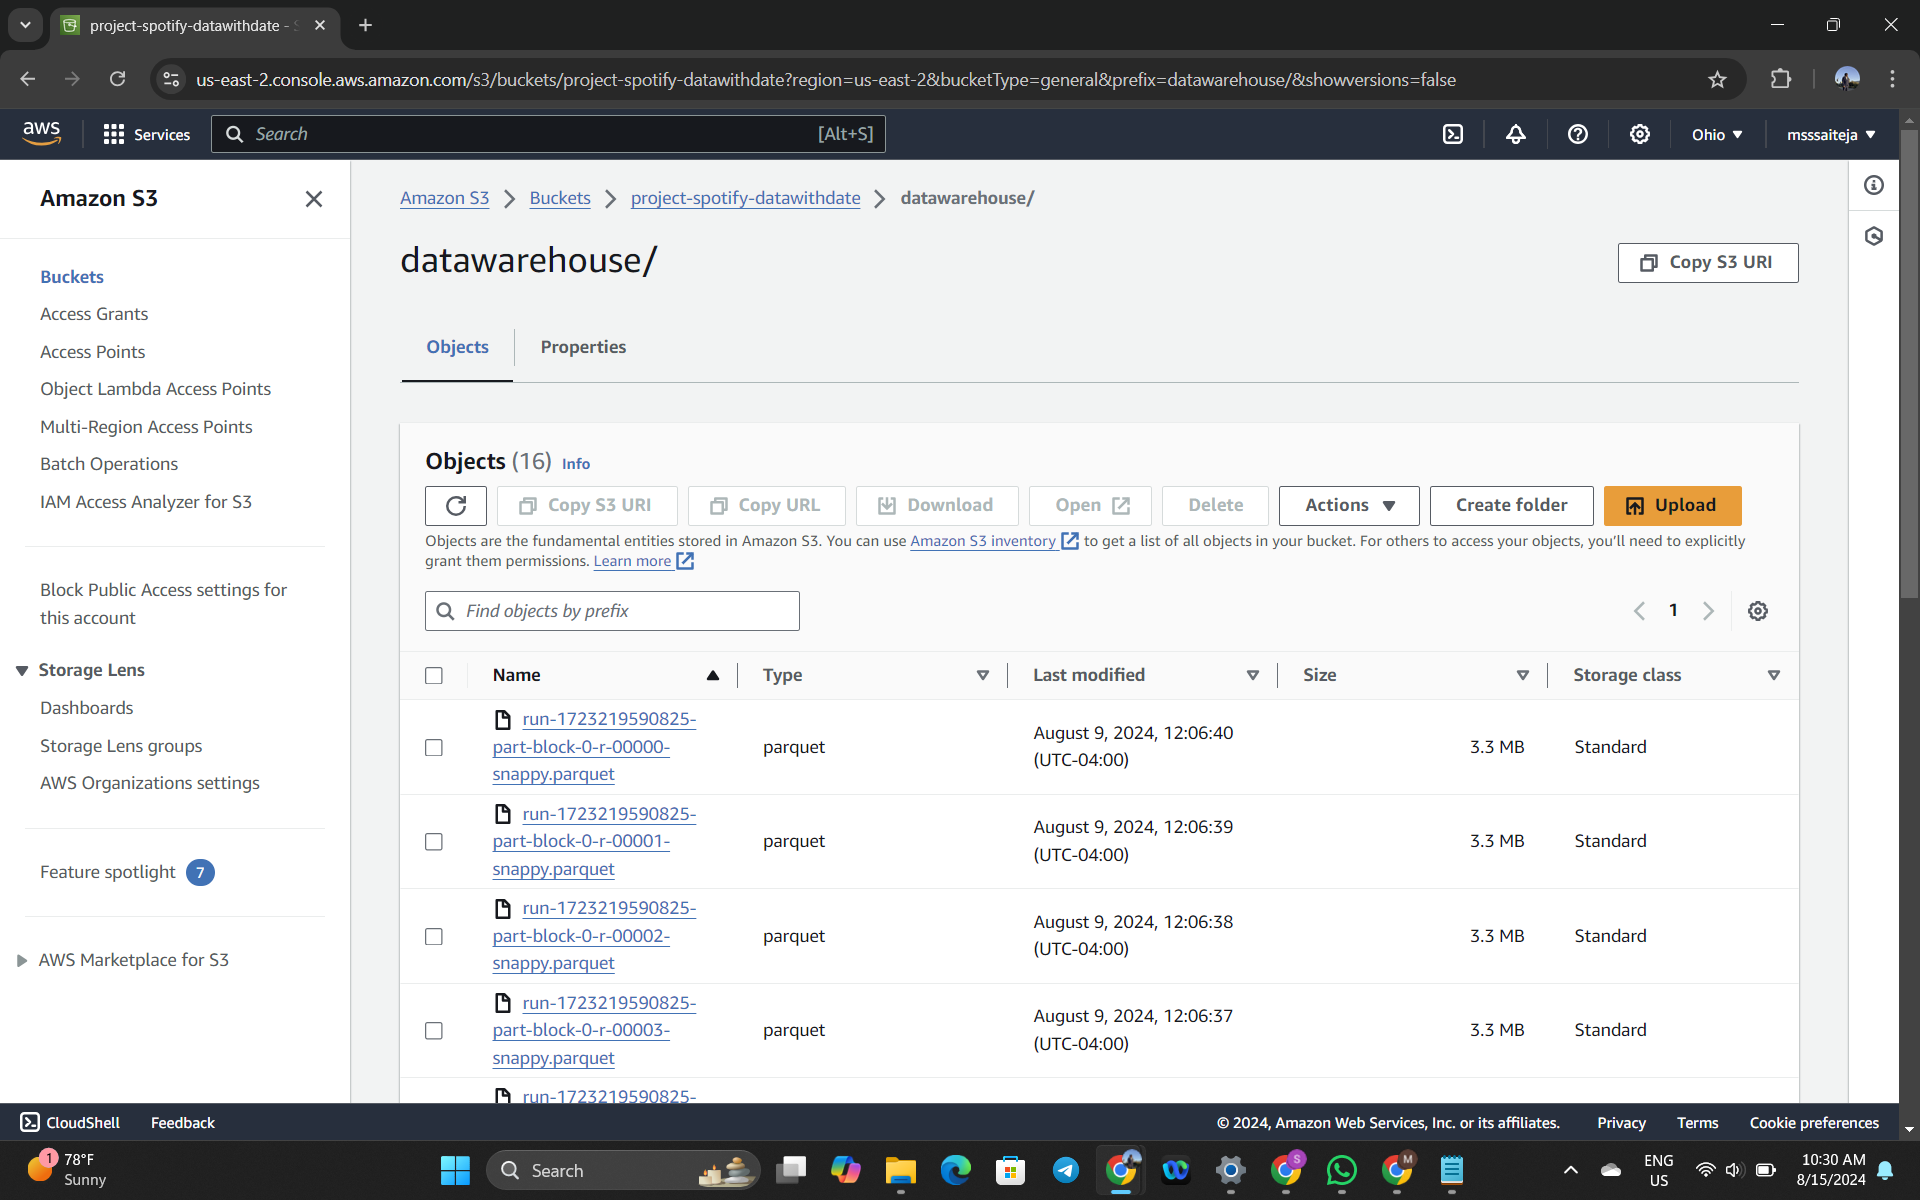 project-spotify-datawithdate - S
us-east-2.console.aws.amazon.com/s3/buckets/project-spotify-datawithdate?region=us-east-2&bucketType=general&prefix=datawarehouse/&showversions=false
aws
Services
Search
[Alt+S]
Ohio
msssaiteja
Amazon S3
Buckets
Access Grants
Access Points
Object Lambda Access Points
Multi-Region Access Points
Batch Operations
IAM Access Analyzer for S3
Block Public Access settings for
this account
Storage Lens
Dashboards
Storage Lens groups
AWS Organizations settings
Feature spotlight 7
AWS Marketplace for S3
Amazon S3 Buckets project-spotify-datawithdate datawarehouse/
datawarehouse/
Copy S3 URI
Objects Properties
Objects (16) Info
Copy S3 URI Copy URL Download Open Delete Actions Create folder Upload
Objects are the fundamental entities stored in Amazon S3. You can use Amazon S3 inventory to get a list of all objects in your bucket. For others to access your objects, you'll need to explicitly
grant them permissions. Learn more
Find objects by prefix
1
Name Type Last modified Size Storage class
run-1723219590825-
part-block-0-r-00000-
snappy.parquet
parquet
August 9, 2024, 12:06:40
(UTC-04:00)
3.3 MB
Standard
run-1723219590825-
part-block-0-r-00001-
snappy.parquet
parquet
August 9, 2024, 12:06:39
(UTC-04:00)
3.3 MB
Standard
run-1723219590825-
part-block-0-r-00002-
snappy.parquet
parquet
August 9, 2024, 12:06:38
(UTC-04:00)
3.3 MB
Standard
run-1723219590825-
part-block-0-r-00003-
snappy.parquet
parquet
August 9, 2024, 12:06:37
(UTC-04:00)
3.3 MB
Standard
run-1723219590825-
CloudShell Feedback
© 2024, Amazon Web Services, Inc. or its affiliates. Privacy Terms Cookie preferences
1
78°F
Sunny
Search
S
M
ENG
US
10:30 AM
8/15/2024